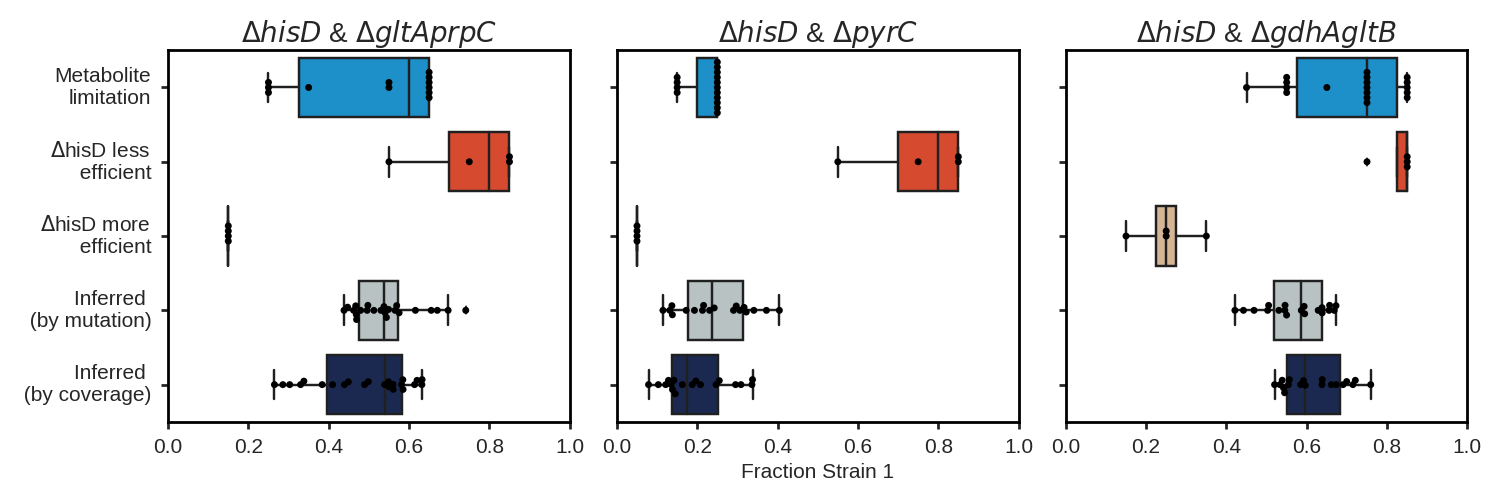 ΔhisD & ΔgltAprpC
ΔhisD & ΔpyrC
ΔhisD & ΔgdhAgltB
Metabolite
limitation
ΔhisD less
efficient
ΔhisD more
efficient
Inferred
(by mutation)
Inferred
(by coverage)
0.0 0.2 0.4 0.6 0.8 1.0
0.0 0.2 0.4 0.6 0.8 1.0
0.0 0.2 0.4 0.6 0.8 1.0
Fraction Strain 1